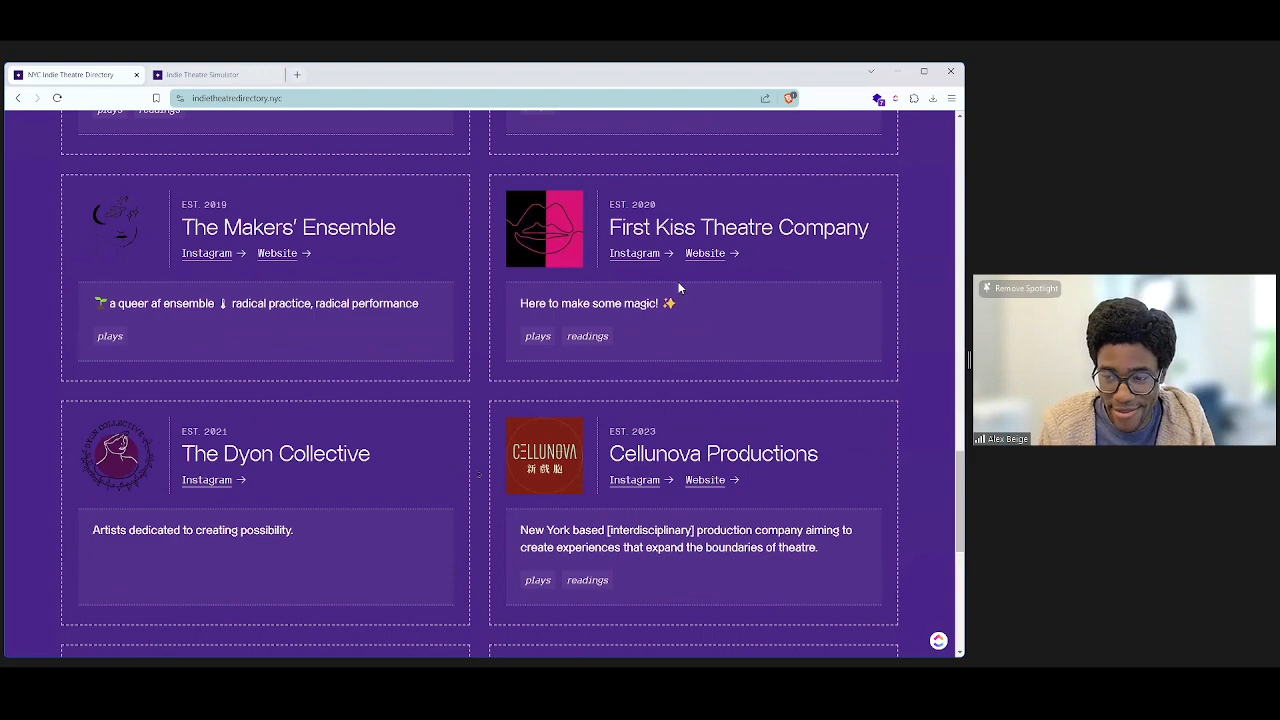 NYC Indie Theatre Directory
Indie Theatre Simulator
indietheatredirectory.nyc
plays readings
EST. 2019
The Makers' Ensemble
Instagram → Website →
🌱a queer af ensemble 🌡 radical practice, radical performance
plays
EST. 2020
First Kiss Theatre Company
Instagram → Website →
Here to make some magic! ✨
plays readings
DYON COLLECTIVE
EST. 2021
The Dyon Collective
Instagram →
Artists dedicated to creating possibility.
CELLUNOVA
新戲胞
EST. 2023
Cellunova Productions
Instagram → Website →
New York based [interdisciplinary] production company aiming to
create experiences that expand the boundaries of theatre.
plays readings
Remove Spotlight
Alex Beige